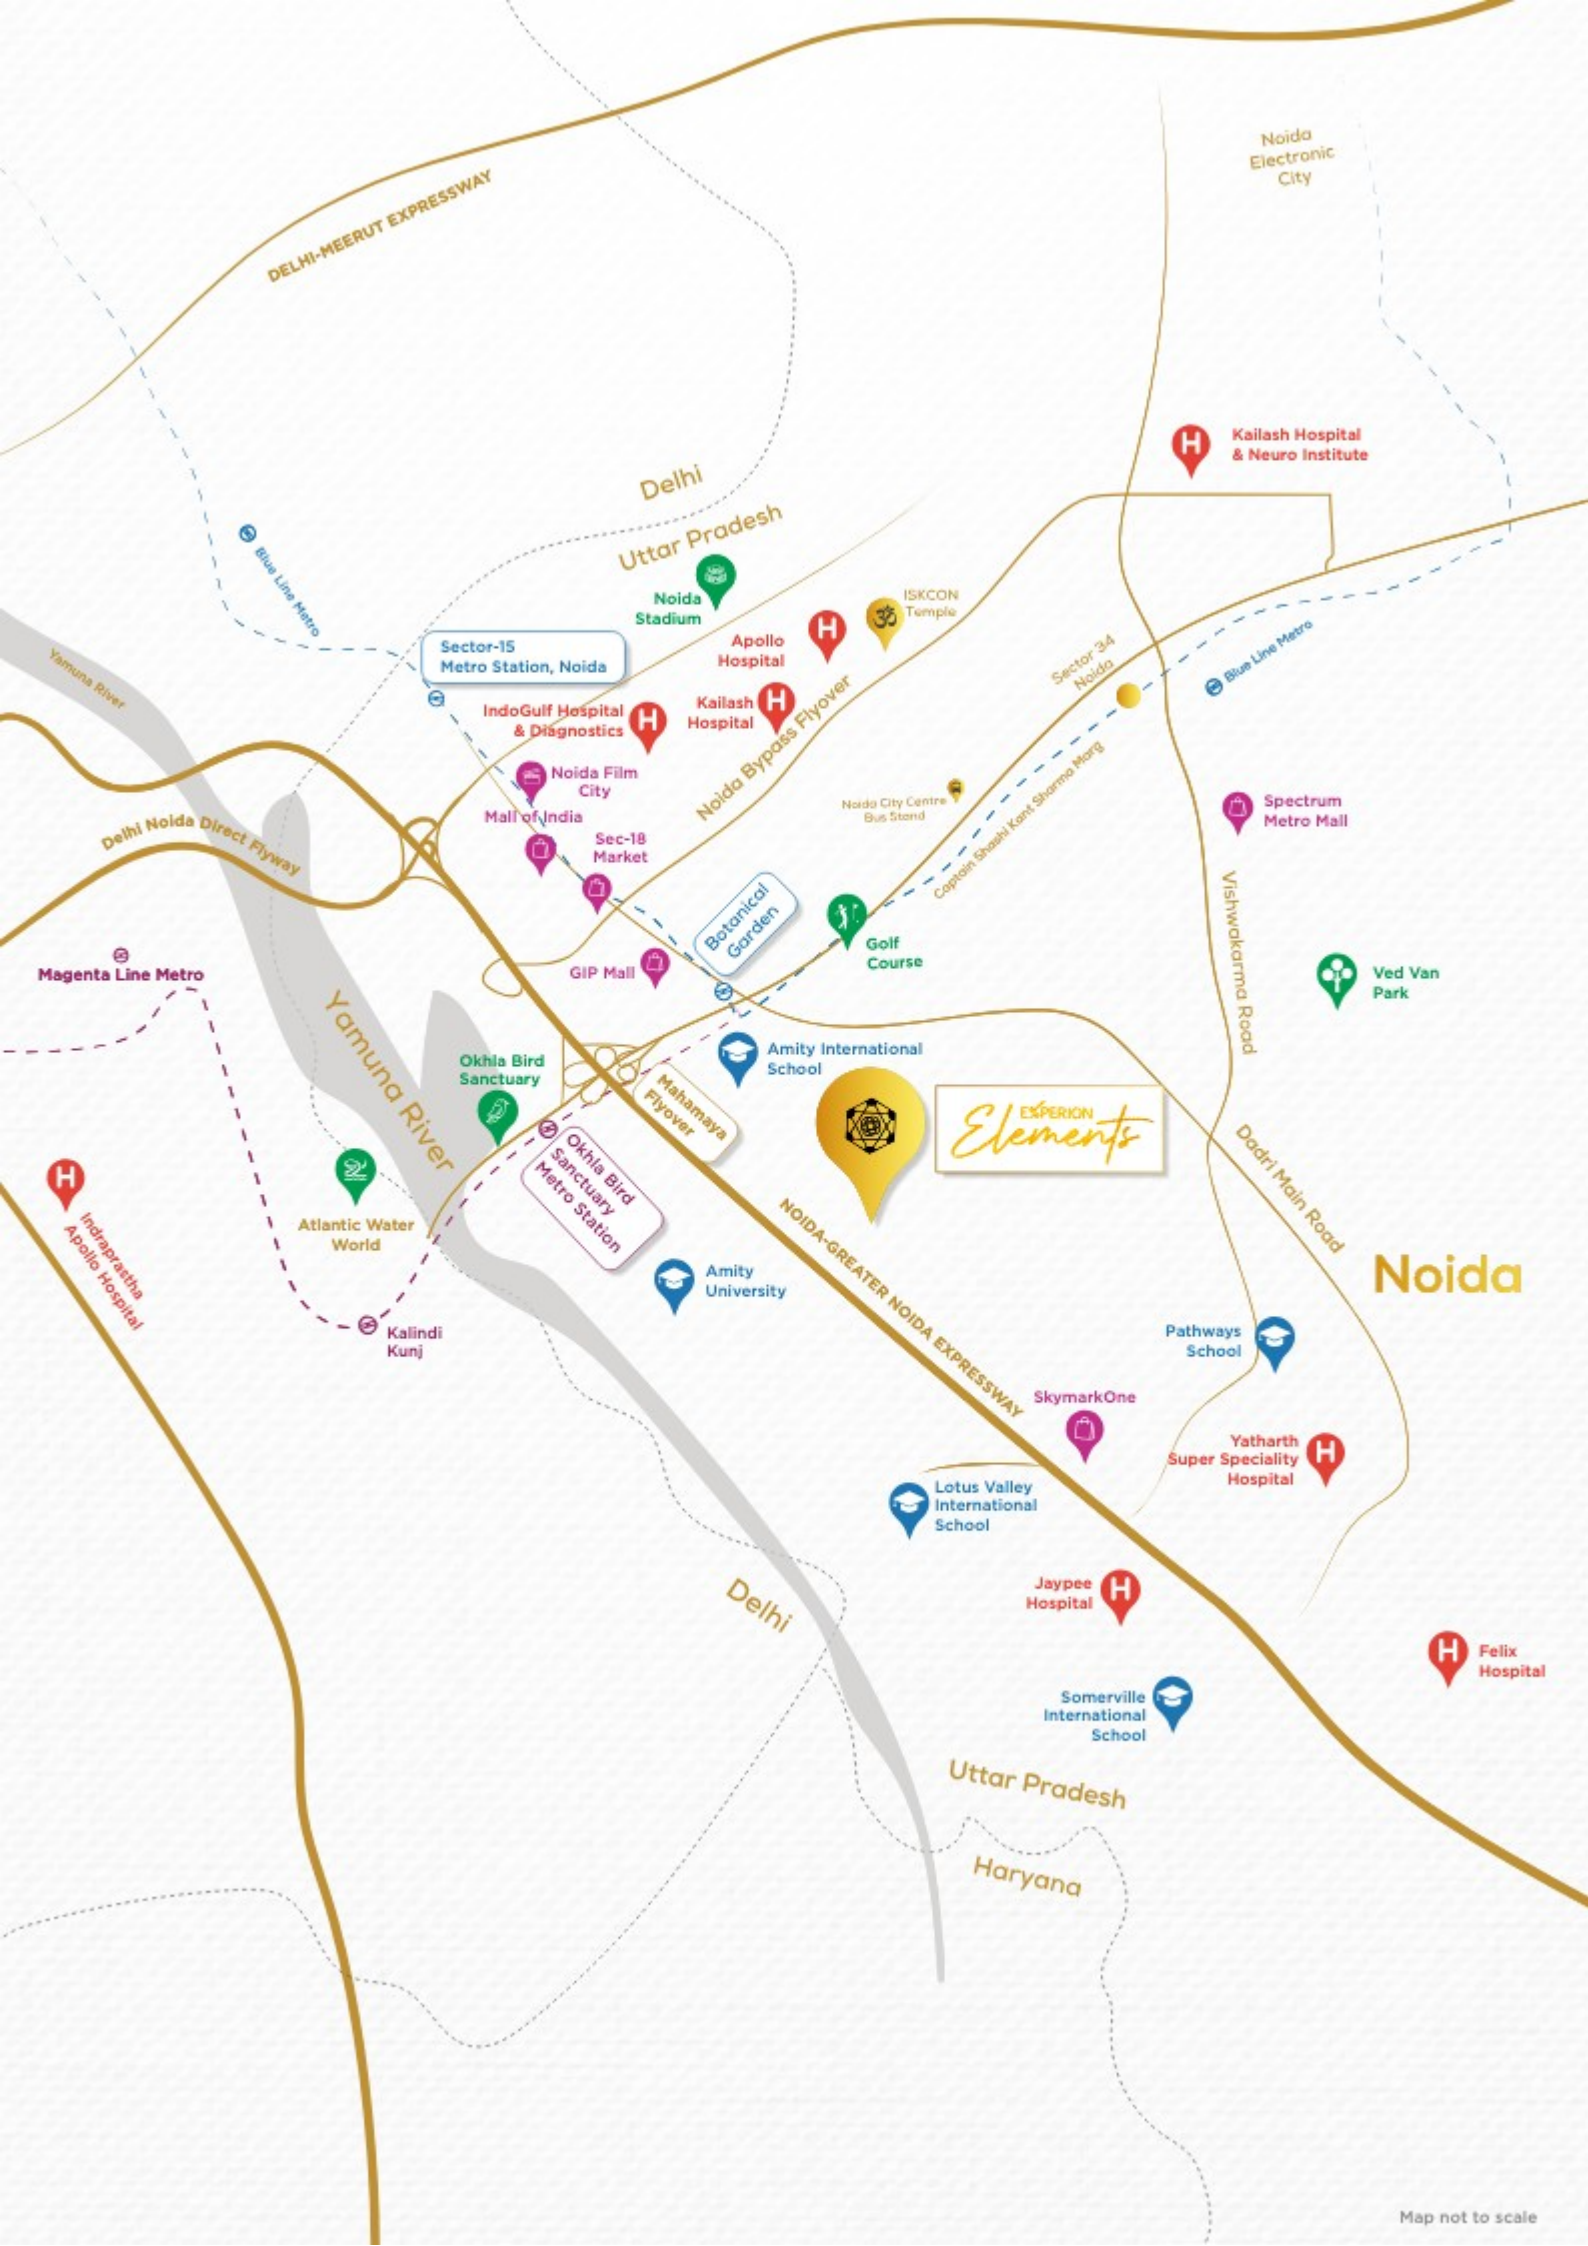 Noida
Electronic
City
DELHI-MEERUT EXPRESSWAY
Kailash Hospital
& Neuro Institute
Delhi
Uttar Pradesh
Blue Line Metro
Noida
Stadium
ISKCON
Temple
Apollo
Hospital
Sector-15
Metro Station, Noida
Yamuna River
Sector 34
Noida
Blue Line Metro
IndoGulf Hospital
& Diagnostics
Kailash
Hospital
Noida Bypass Flyover
Noida Film
City
Mall of India
Sec-18
Market
Noida City Centre
Bus Stand
Captain Shashi Kant Sharma Marg
Spectrum
Metro Mall
Delhi Noida Direct Flyway
Botanical
Garden
Golf
Course
Vishwakarma Road
Magenta Line Metro
GIP Mall
Ved Van
Park
Yamuna River
Okhla Bird
Sanctuary
Amity International
School
Mahamaya
Flyover
EXPERION
Elements
Okhla Bird
Sanctuary
Metro Station
Dadri Main Road
Indraprastha
Apollo Hospital
Atlantic Water
World
NOIDA-GREATER NOIDA EXPRESSWAY
Noida
Amity
University
Kalindi
Kunj
Pathways
School
SkymarkOne
Yatharth
Super Speciality
Hospital
Lotus Valley
International
School
Delhi
Jaypee
Hospital
Felix
Hospital
Somerville
International
School
Uttar Pradesh
Haryana
Map not to scale